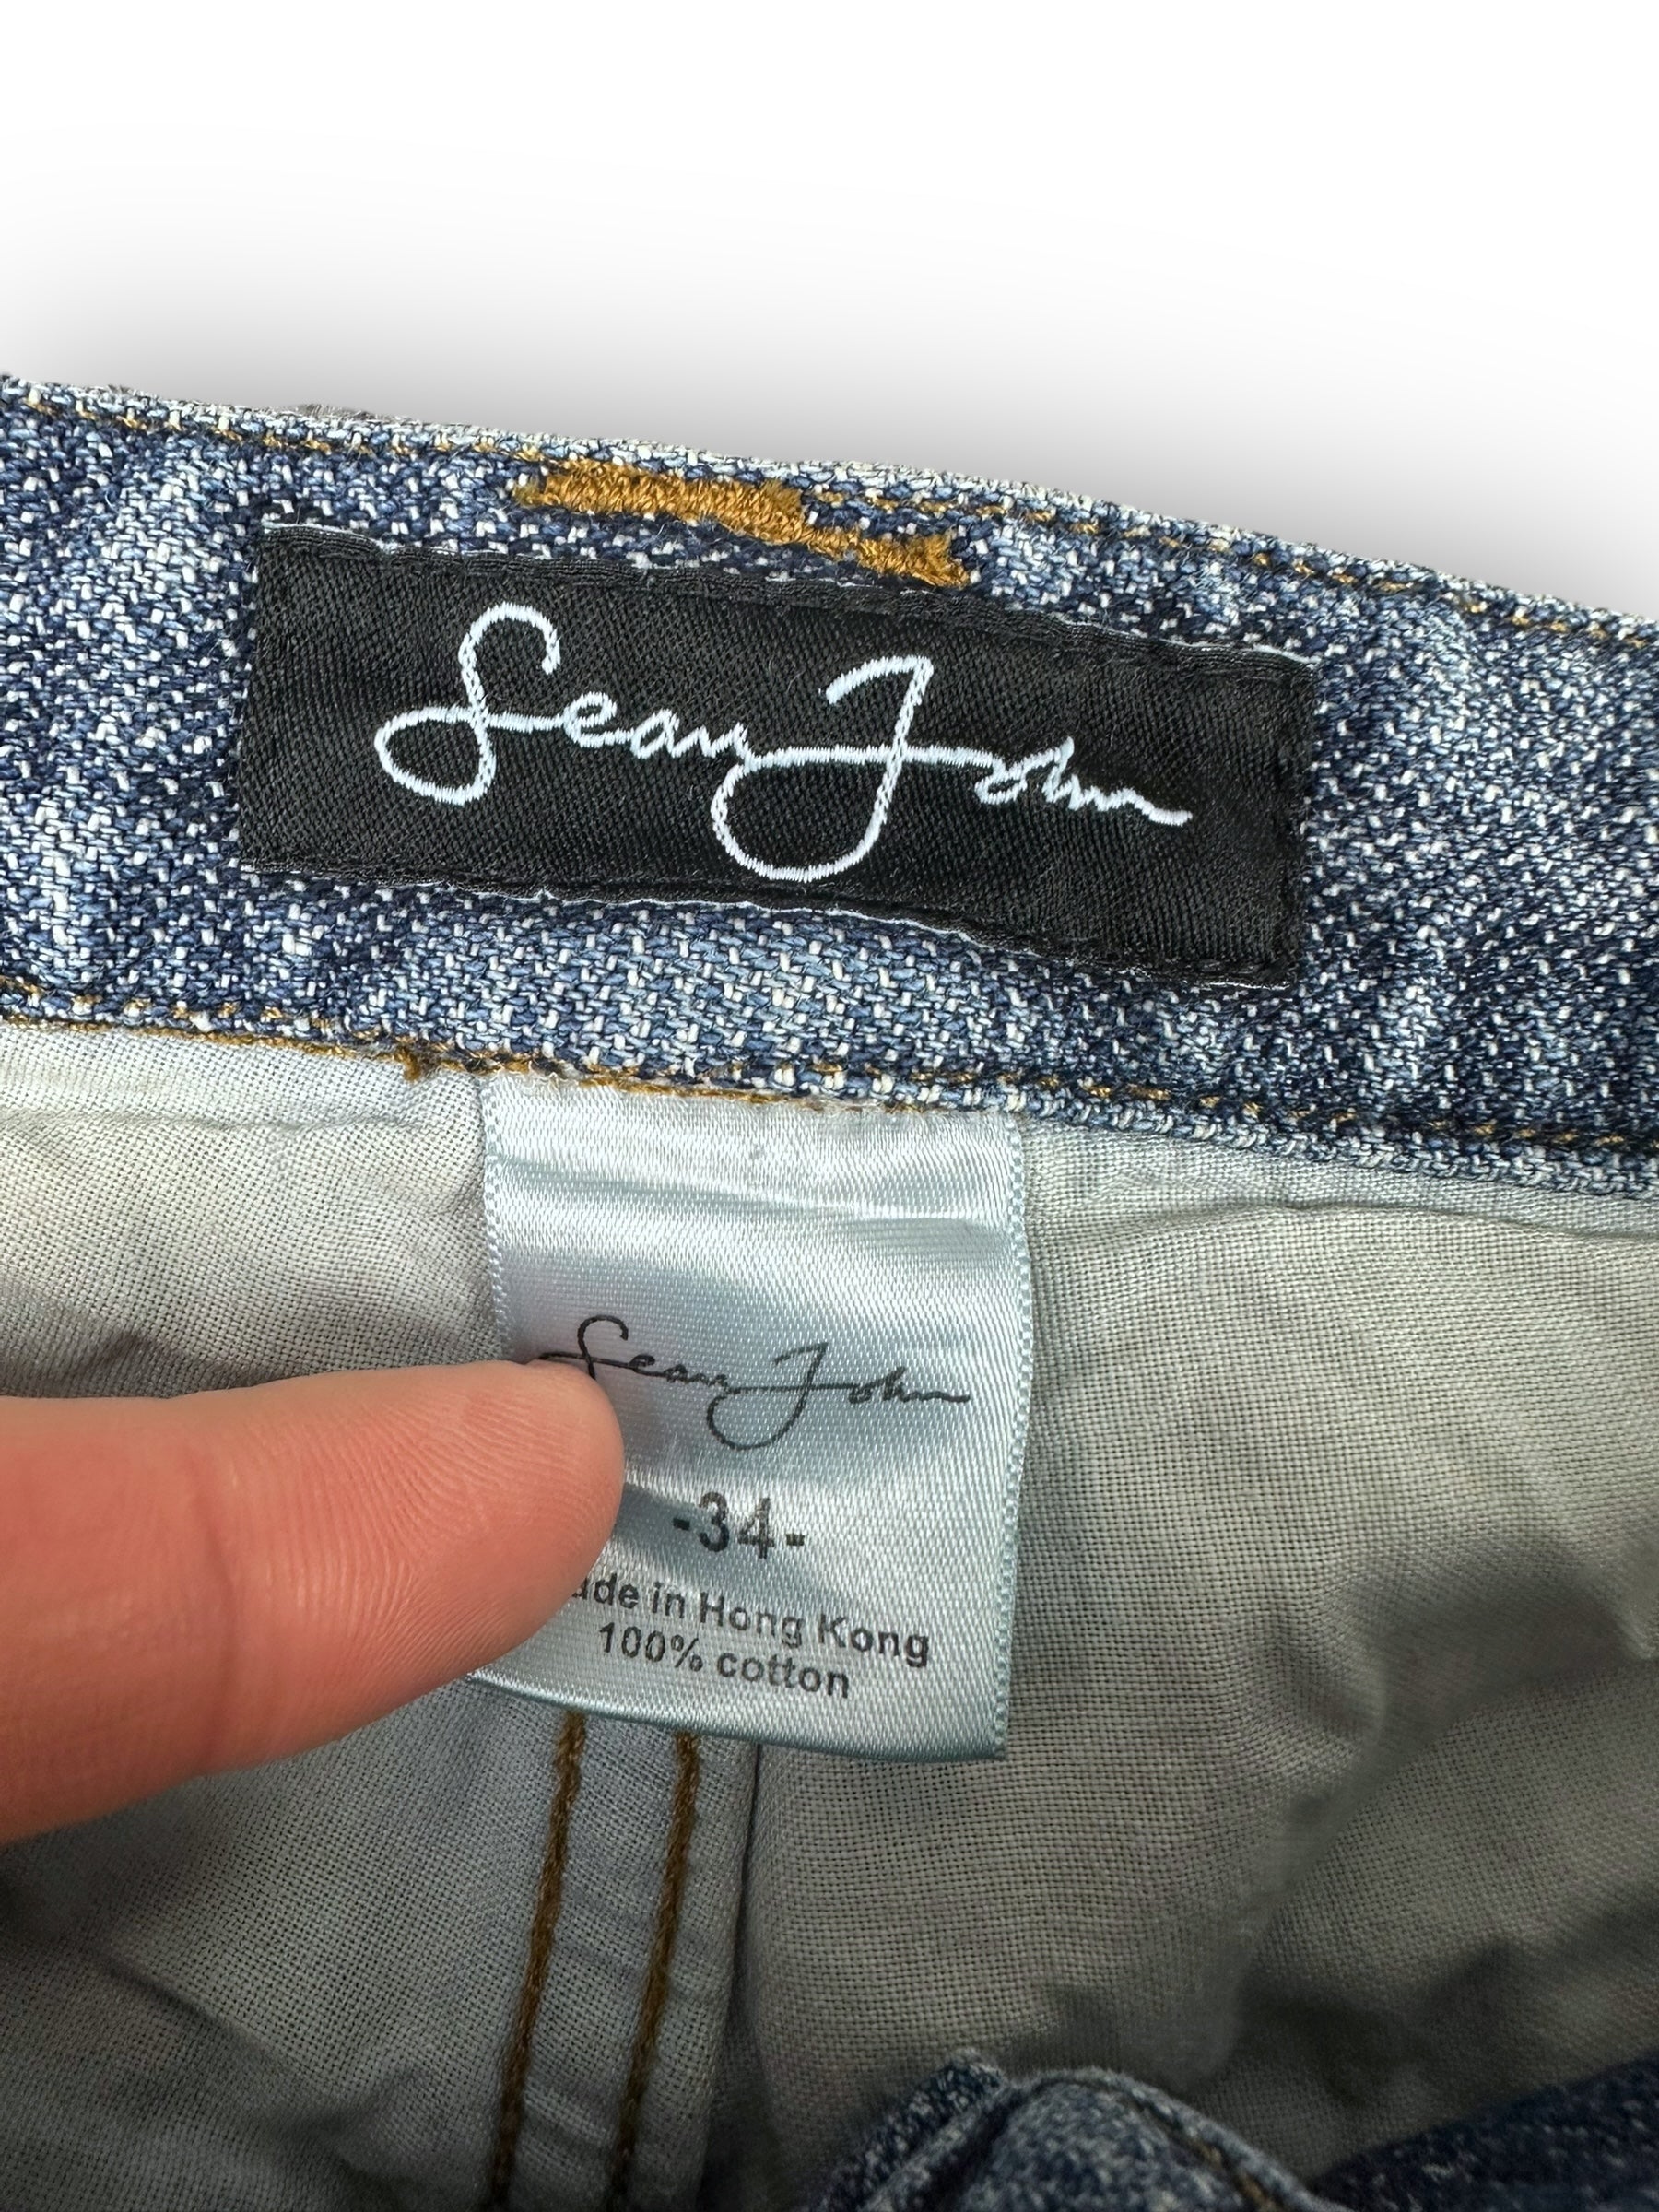 Sean John
Sean John
-34-
ade in Hong Kong
100% cotton